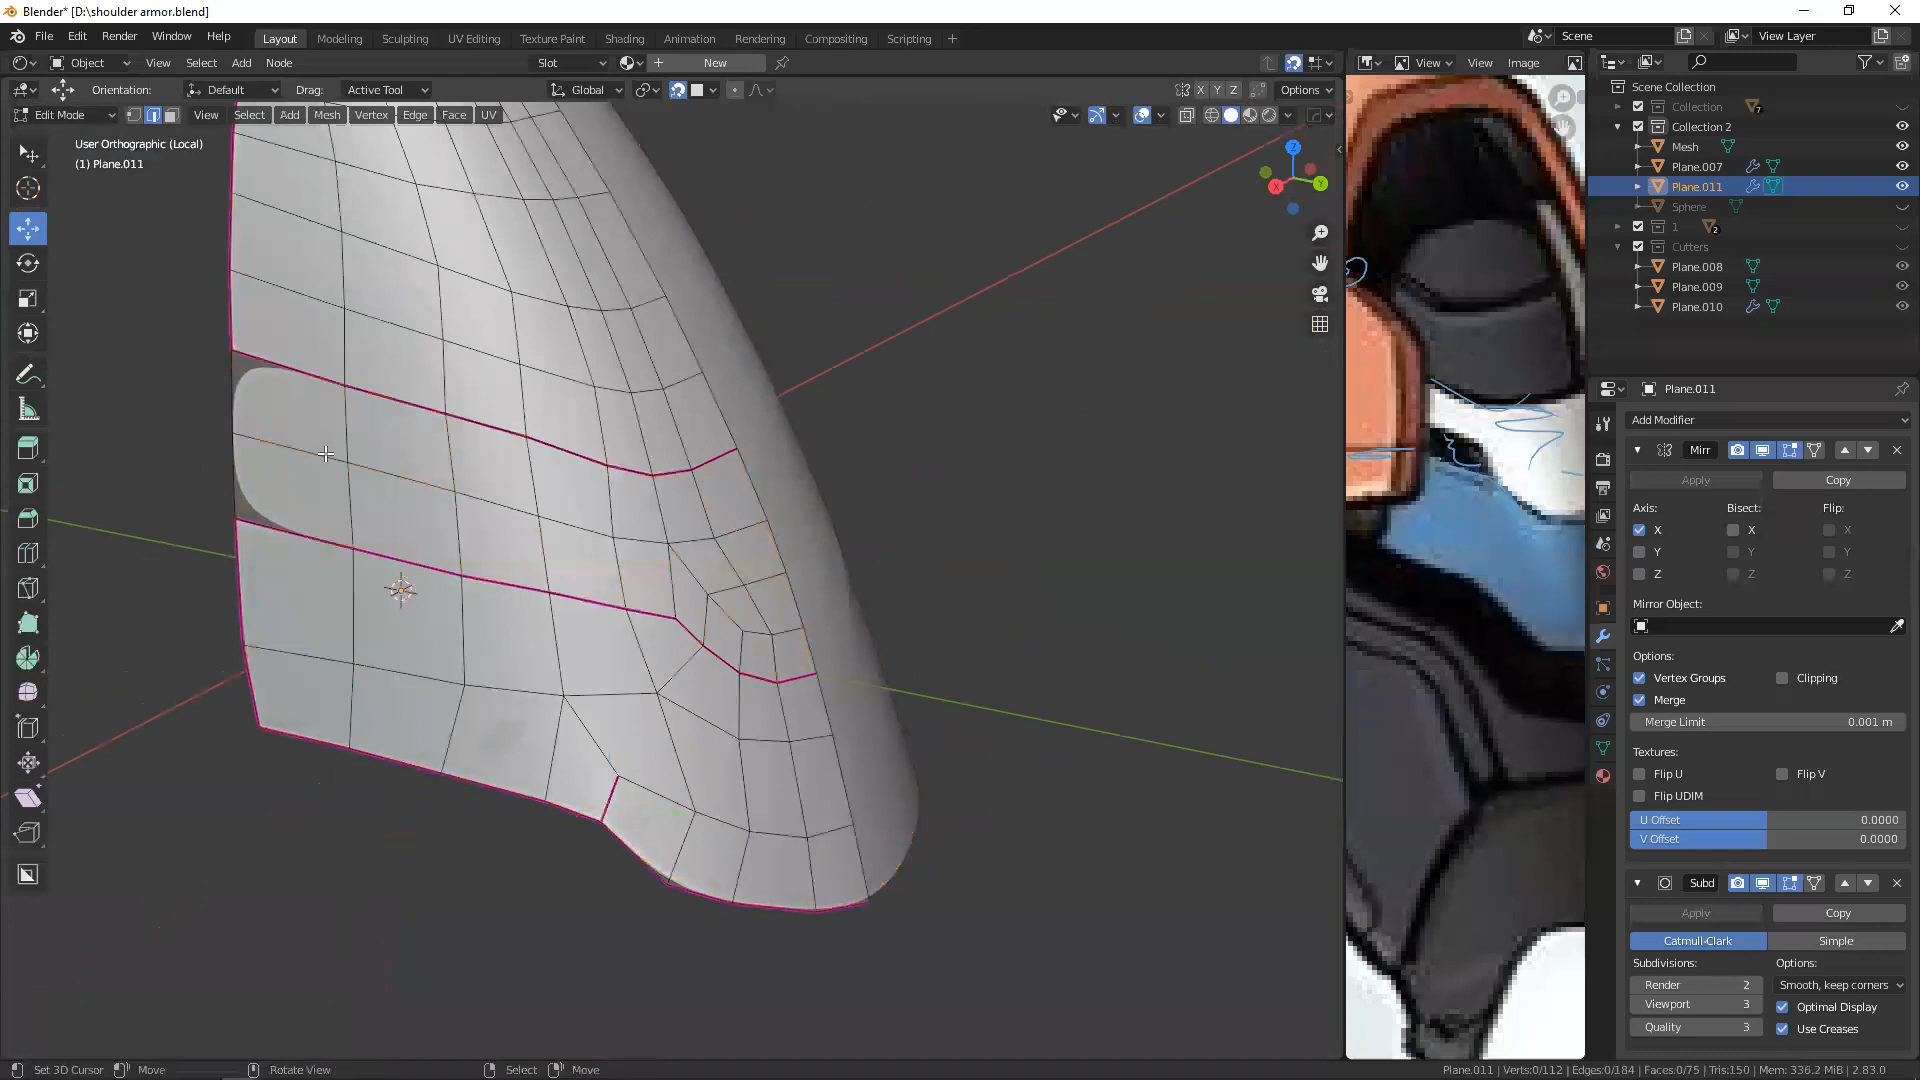 Blender* [D:\shoulder armor.blend]
File Edit Render Window Help
Layout Modeling Sculpting UV Editing Texture Paint Shading Animation Rendering Compositing Scripting
Scene
View Layer
Object View Select Add Node
Slot
New
View View Image
Orientation: Default Drag: Active Tool
Global
X Y Z
Options
Edit Mode View Select Add Mesh Vertex Edge Face UV
User Orthographic (Local)
(1) Plane.011
Z
X
Y
Scene Collection
Collection 7
Collection 2
Mesh
Plane.007
Plane.011
Sphere
1 2
Cutters
Plane.008
Plane.009
Plane.010
Plane.011
Add Modifier
Mirr
Apply Copy
Axis: Bisect: Flip:
X X X
Y Y Y
Z Z Z
Mirror Object:
Options:
Vertex Groups Clipping
Merge
Merge Limit 0.001 m
Textures:
Flip U Flip V
Flip UDIM
U Offset 0.0000
V Offset 0.0000
Subd
Apply Copy
Catmull-Clark Simple
Subdivisions: Options:
Render 2 Smooth, keep corners
Viewport 3 Optimal Display
Quality 3 Use Creases
Set 3D Cursor Move Rotate View Select Move
Plane.011 | Verts:0/112 | Edges:0/184 | Faces:0/75 | Tris:150 | Mem: 336.2 MiB | 2.83.0